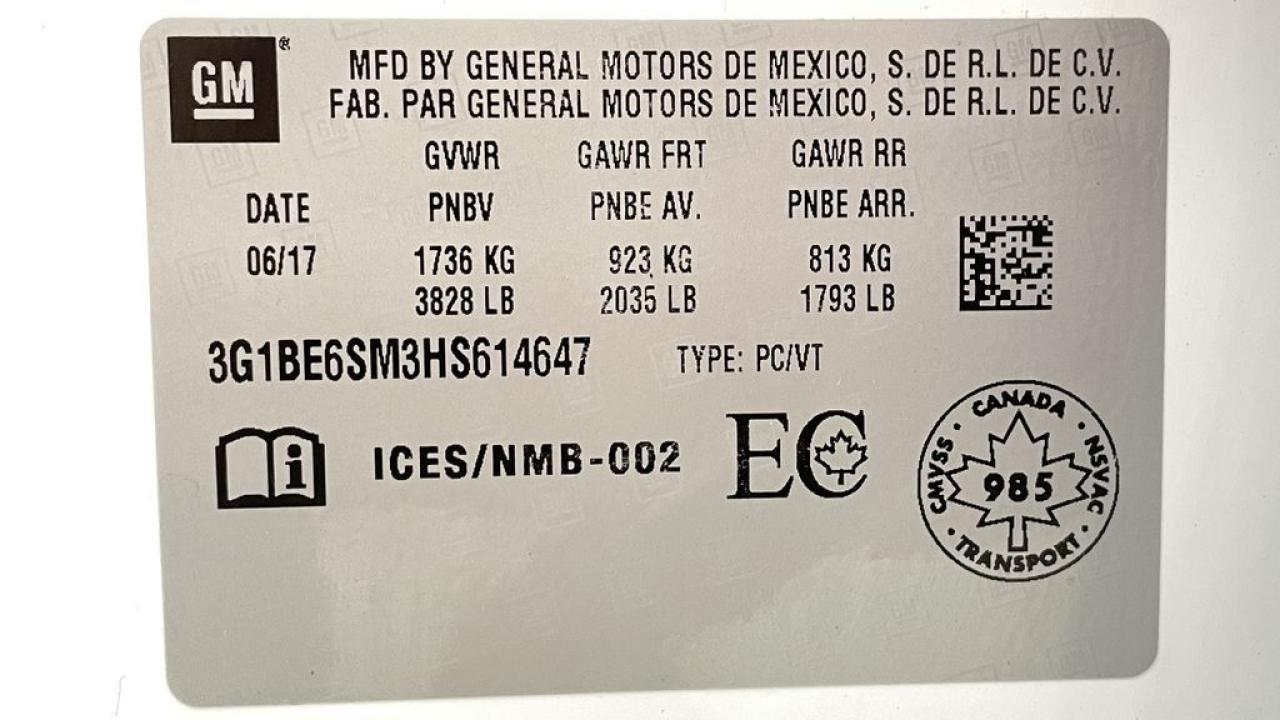 GM®
MFD BY GENERAL MOTORS DE MEXICO, S. DE R.L. DE C.V.
FAB. PAR GENERAL MOTORS DE MEXICO, S. DE R.L. DE C.V.
GVWR GAWR FRT GAWR RR
DATE PNBV PNBE AV. PNBE ARR.
06/17 1736 KG 923 KG 813 KG
3828 LB 2035 LB 1793 LB
3G1BE6SM3HS614647 TYPE: PC/VT
i ICES/NMB-002 EC
CANADA
CMVSS 985 NSVAC
TRANSPORT